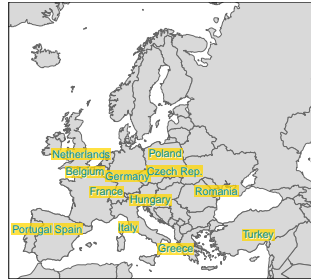 Netherlands
Poland
Belgium
Germany
Czech Rep.
France
Hungary
Romania
Portugal Spain
Italy
Turkey
Greece